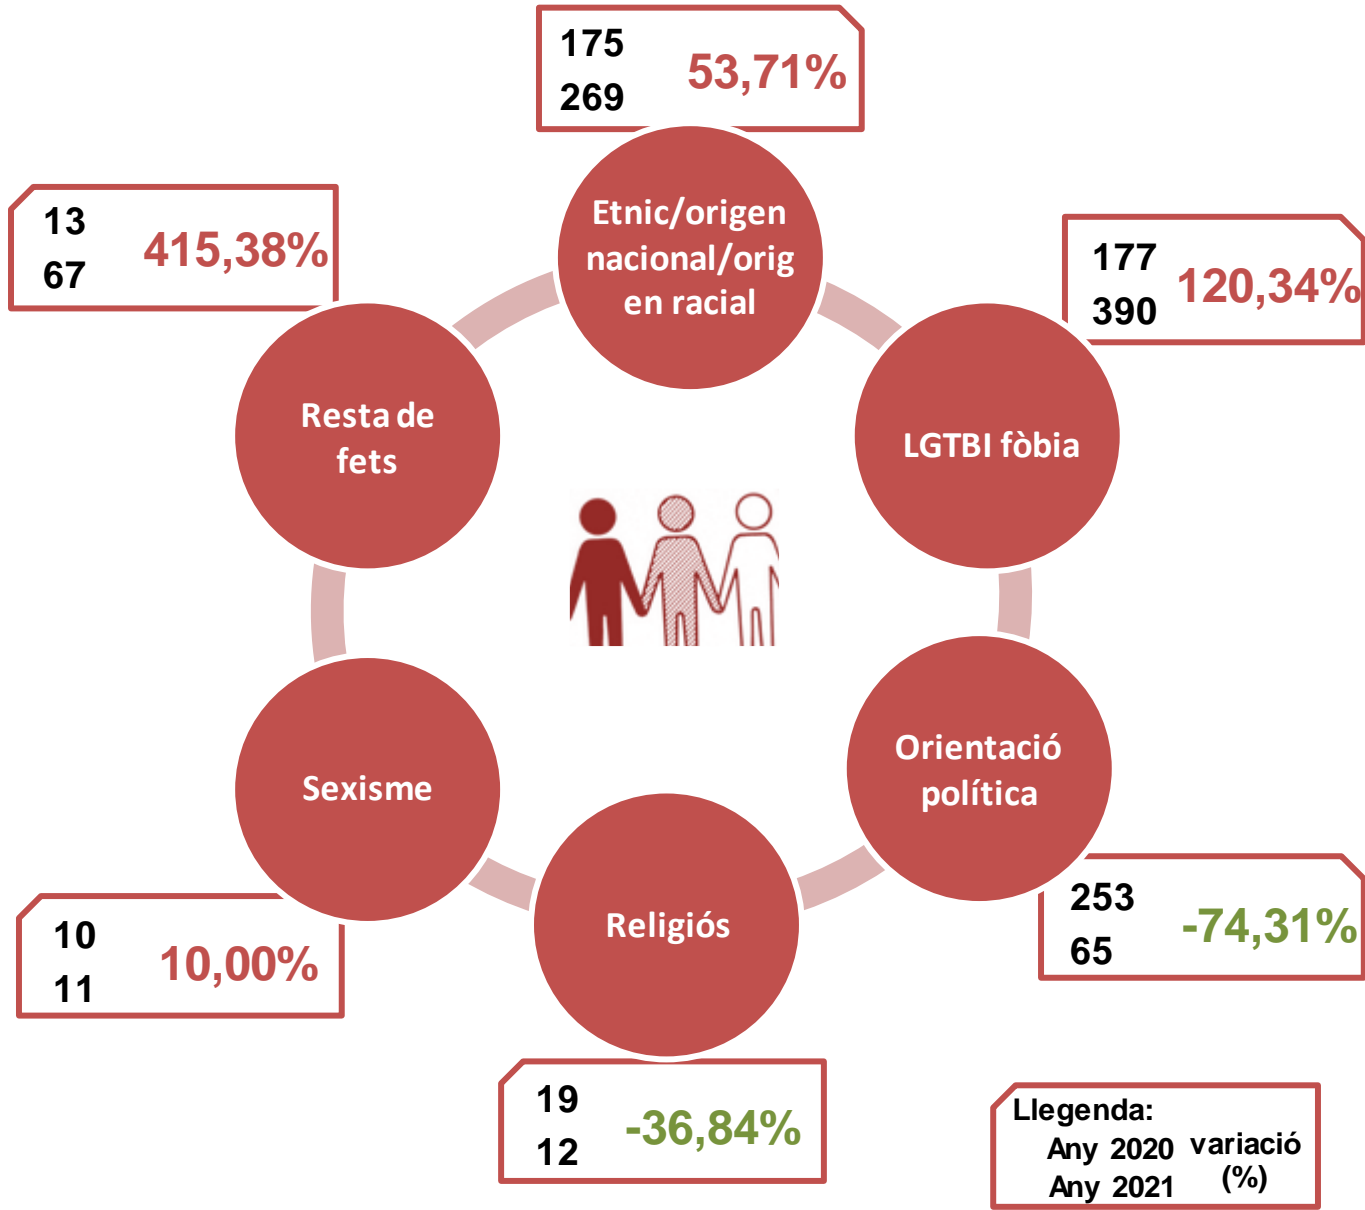 175
269
53,71%
Etnic/origen
nacional/orig
en racial
177
390
120,34%
LGTBI fòbia
Orientació
política
253
65
-74,31%
Religiós
19
12
-36,84%
Sexisme
10
11
10,00%
Resta de
fets
13
67
415,38%
Llegenda:
Any 2020
Any 2021
variació
(%)